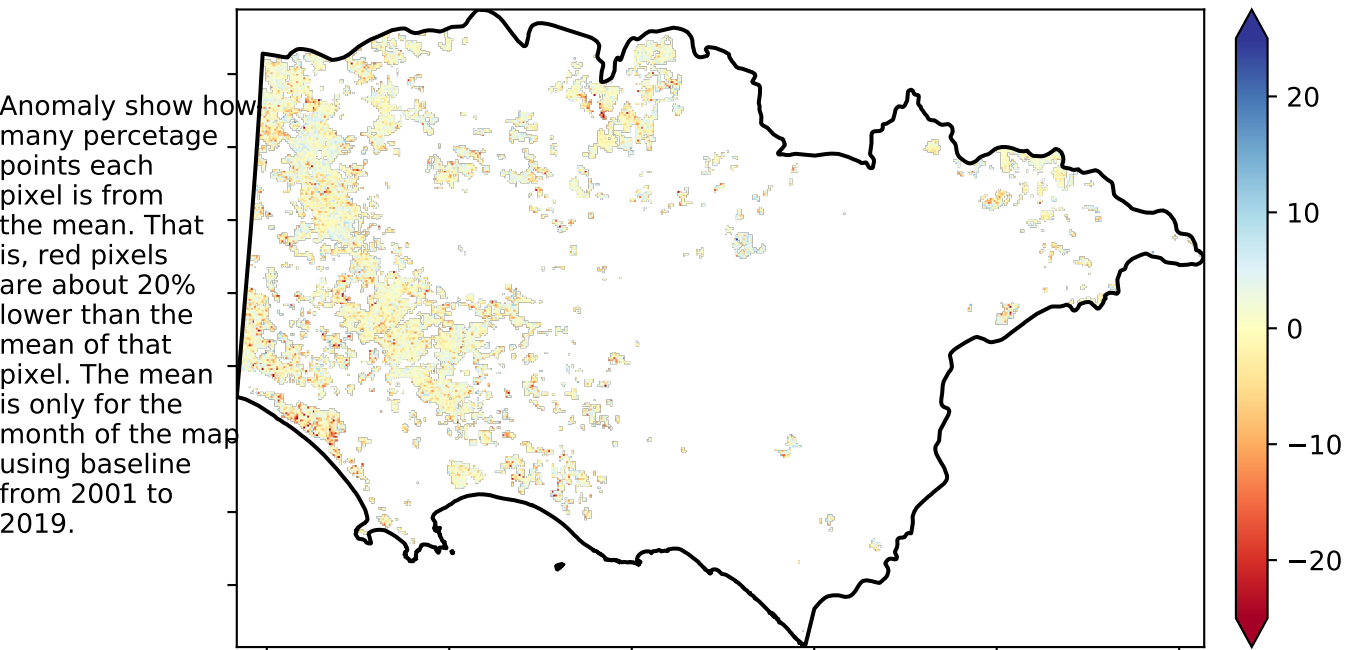 Anomaly show how
many percetage
points each
pixel is from
the mean. That
is, red pixels
are about 20%
lower than the
mean of that
pixel. The mean
is only for the
month of the map
using baseline
from 2001 to
2019.
20
10
0
−10
−20